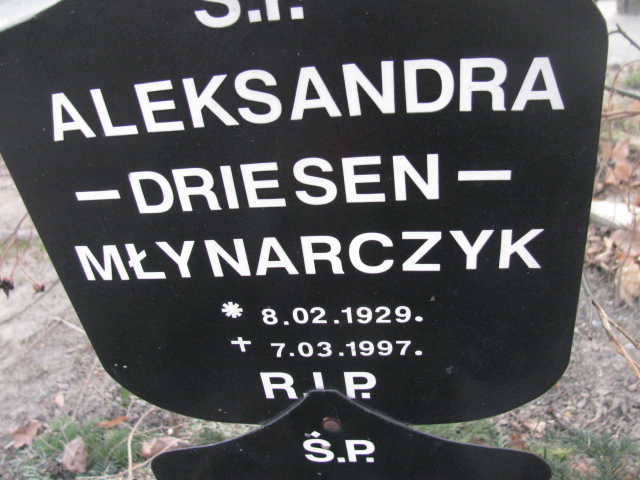 Ś.P.
ALEKSANDRA
– DRIESEN –
MŁYNARCZYK
* 8.02.1929.
+ 7.03.1997.
R.I.P.
Ś.P.